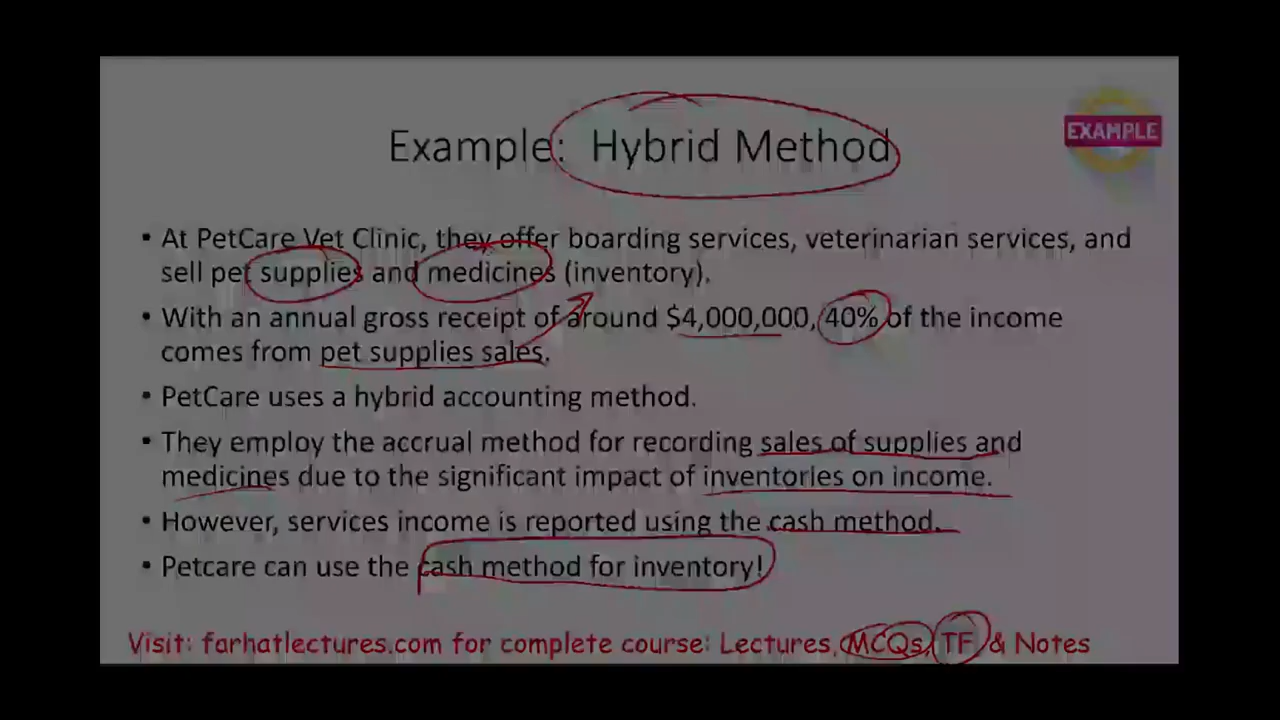 Example: Hybrid Method
EXAMPLE
• At PetCare Vet Clinic, they offer boarding services, veterinarian services, and
sell pet supplies and medicines (inventory).
• With an annual gross receipt of around $4,000,000, 40% of the income
comes from pet supplies sales.
• PetCare uses a hybrid accounting method.
• They employ the accrual method for recording sales of supplies and
medicines due to the significant impact of inventories on income.
• However, services income is reported using the cash method.
• Petcare can use the cash method for inventory!
Visit: farhatlectures.com for complete course: Lectures, MCQs, TF & Notes